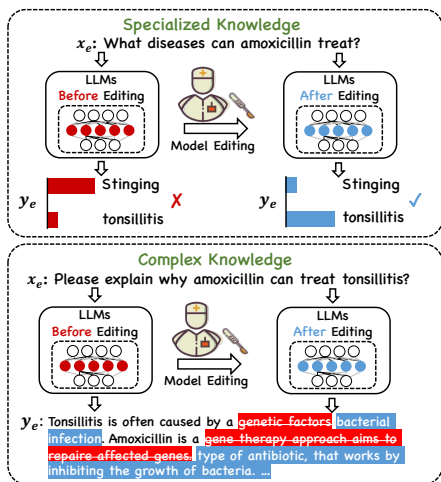 Specialized Knowledge
xe: What diseases can amoxicillin treat?
LLMs
Before Editing
LLMs
After Editing
Model Editing
ye
Stinging
tonsillitis
✗
ye
Stinging
tonsillitis
✓
Complex Knowledge
xe: Please explain why amoxicillin can treat tonsillitis?
LLMs
Before Editing
LLMs
After Editing
Model Editing
ye: Tonsillitis is often caused by a genetic factors bacterial
infection. Amoxicillin is a gene therapy approach aims to
repaire affected genes. type of antibiotic, that works by
inhibiting the growth of bacteria. ...